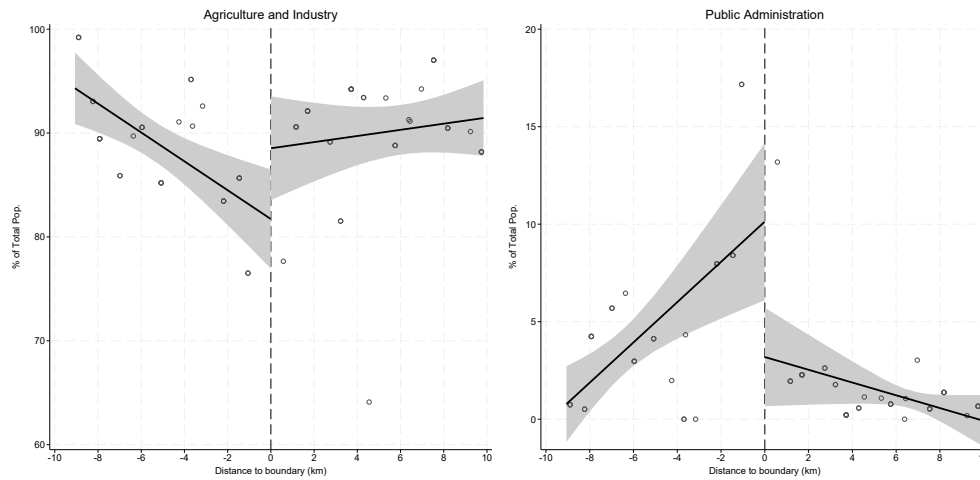 Agriculture and Industry
100
90
80
70
60
% of Total Pop.
-10 -8 -6 -4 -2 0 2 4 6 8 10
Distance to boundary (km)
Public Administration
20
15
10
5
0
% of Total Pop.
-10 -8 -6 -4 -2 0 2 4 6 8
Distance to boundary (km)